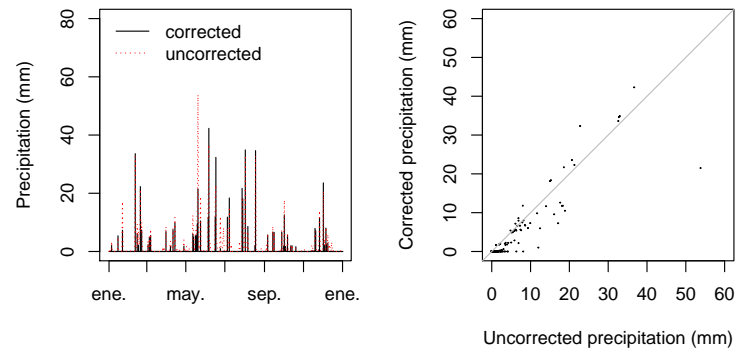 Precipitation (mm)
80
60
40
20
0
corrected
uncorrected
ene.
may.
sep.
ene.
Corrected precipitation (mm)
60
50
40
30
20
10
0
0 10 20 30 40 50 60
Uncorrected precipitation (mm)